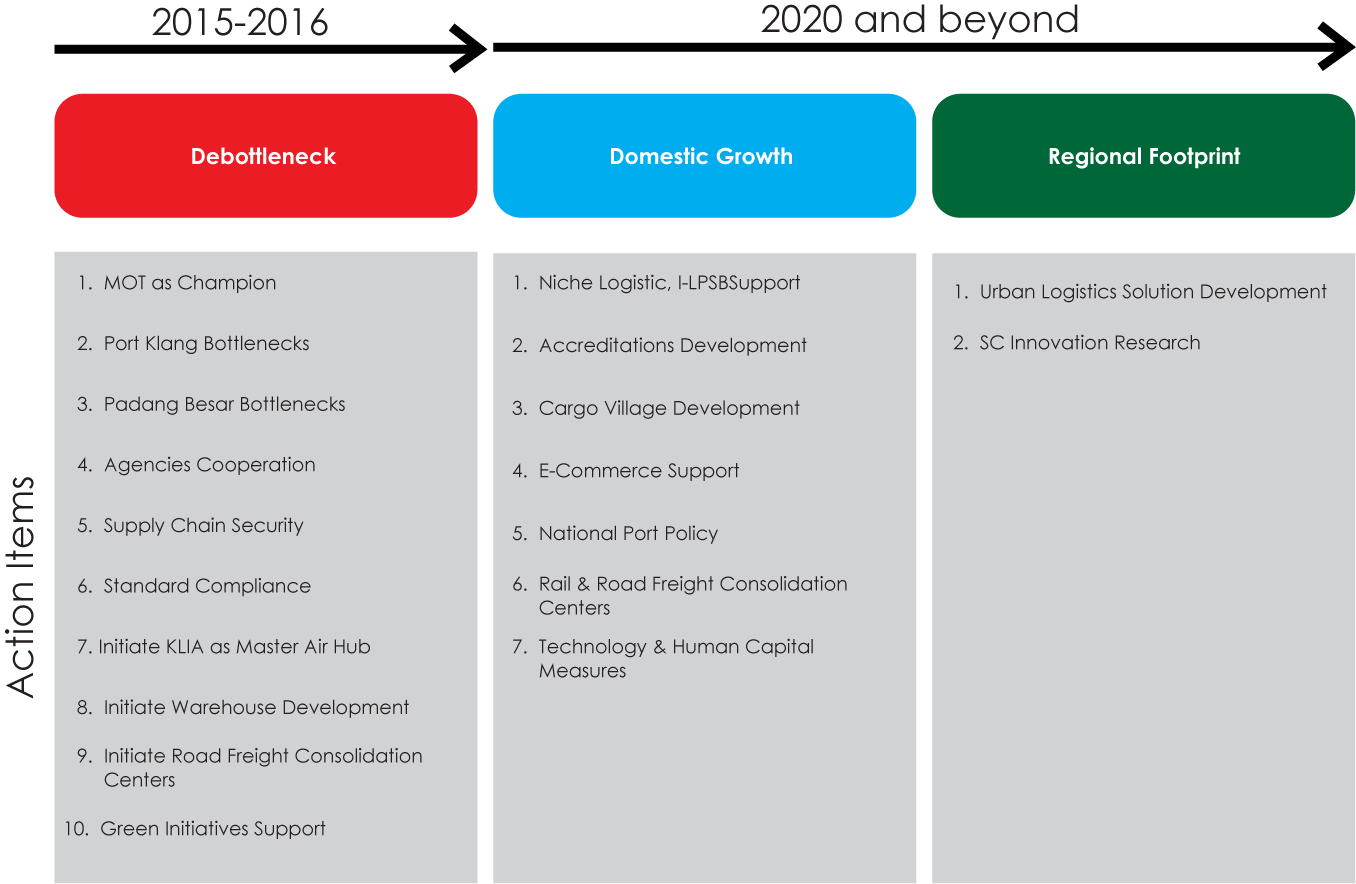 2015-2016
2020 and beyond
Debottleneck
Domestic Growth
Regional Footprint
Action Items
1. MOT as Champion
2. Port Klang Bottlenecks
3. Padang Besar Bottlenecks
4. Agencies Cooperation
5. Supply Chain Security
6. Standard Compliance
7. Initiate KLIA as Master Air Hub
8. Initiate Warehouse Development
9. Initiate Road Freight Consolidation
Centers
10. Green Initiatives Support
1. Niche Logistic, I-LPSBSupport
2. Accreditations Development
3. Cargo Village Development
4. E-Commerce Support
5. National Port Policy
6. Rail & Road Freight Consolidation
Centers
7. Technology & Human Capital
Measures
1. Urban Logistics Solution Development
2. SC Innovation Research